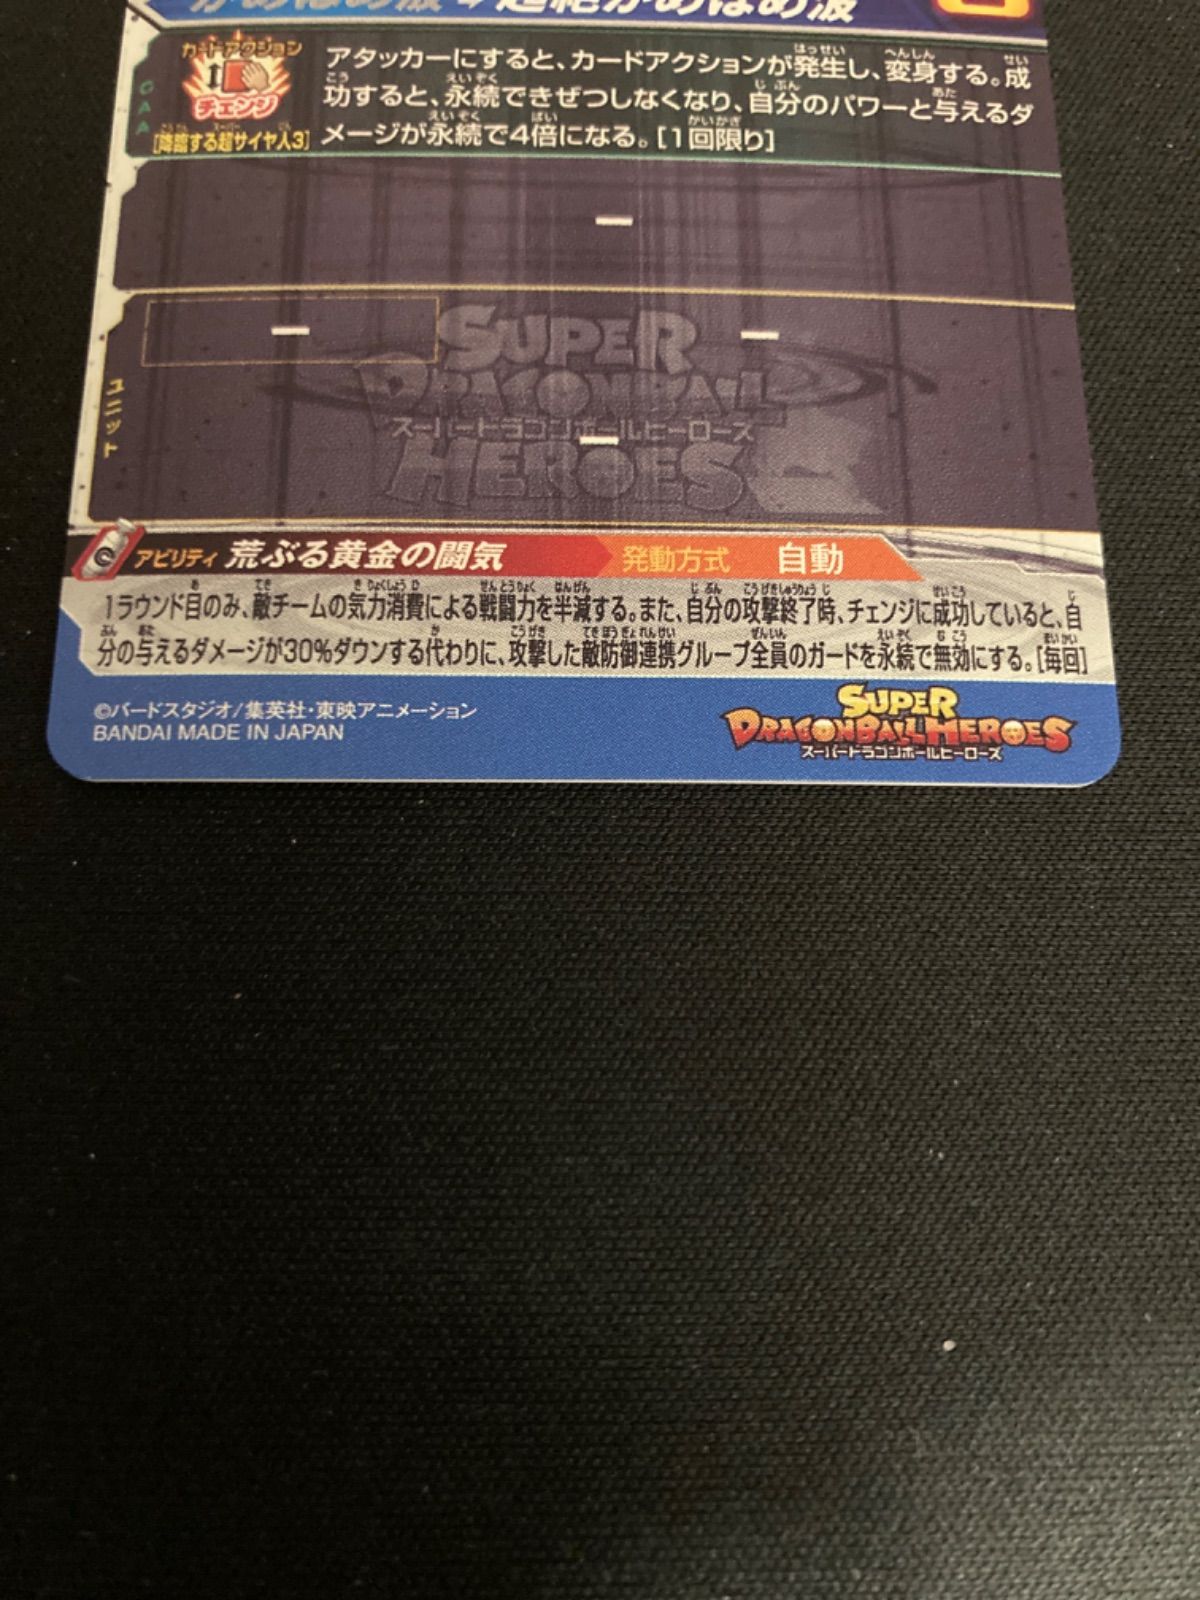 かめはめ波→超絶かめはめ波
カードアクション
チェンジ
[降臨する超サイヤ人3]
CAA
アタッカーにすると、カードアクションが発生し、変身する。成
功すると、永続できぜつしなくなり、自分のパワーと与えるダ
メージが永続で4倍になる。[1回限り]
ー
ユニット
ー ー
ー
SUPER
DRAGONBALL
スーパードラゴンボールヒーローズ
HEROES
アビリティ 荒ぶる黄金の闘気 発動方式 自動
1ラウンド目のみ、敵チームの気力消費による戦闘力を半減する。また、自分の攻撃終了時、チェンジに成功していると、自
分の与えるダメージが30%ダウンする代わりに、攻撃した敵防御連携グループ全員のガードを永続で無効にする。[毎回]
©バードスタジオ/集英社・東映アニメーション
BANDAI MADE IN JAPAN
SUPER
DRAGONBALL HEROES
スーパードラゴンボールヒーローズ